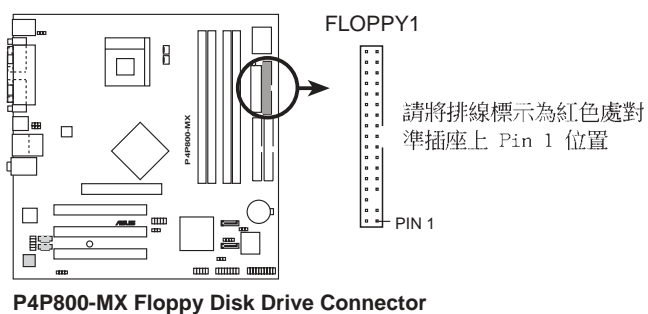 FLOPPY1
P4P800-MX
請將排線標示為紅色處對
準插座上 Pin 1 位置
PIN 1
ASUS
P4P800-MX Floppy Disk Drive Connector